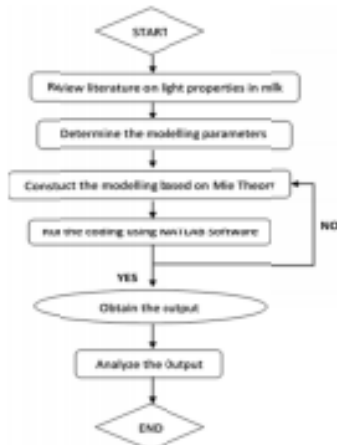 START
Review literature on light properties in milk
Determine the modelling parameters
Construct the modelling based on Mie Theory
Run the coding using MATLAB Software
NO
YES
Obtain the output
Analyze the Output
END